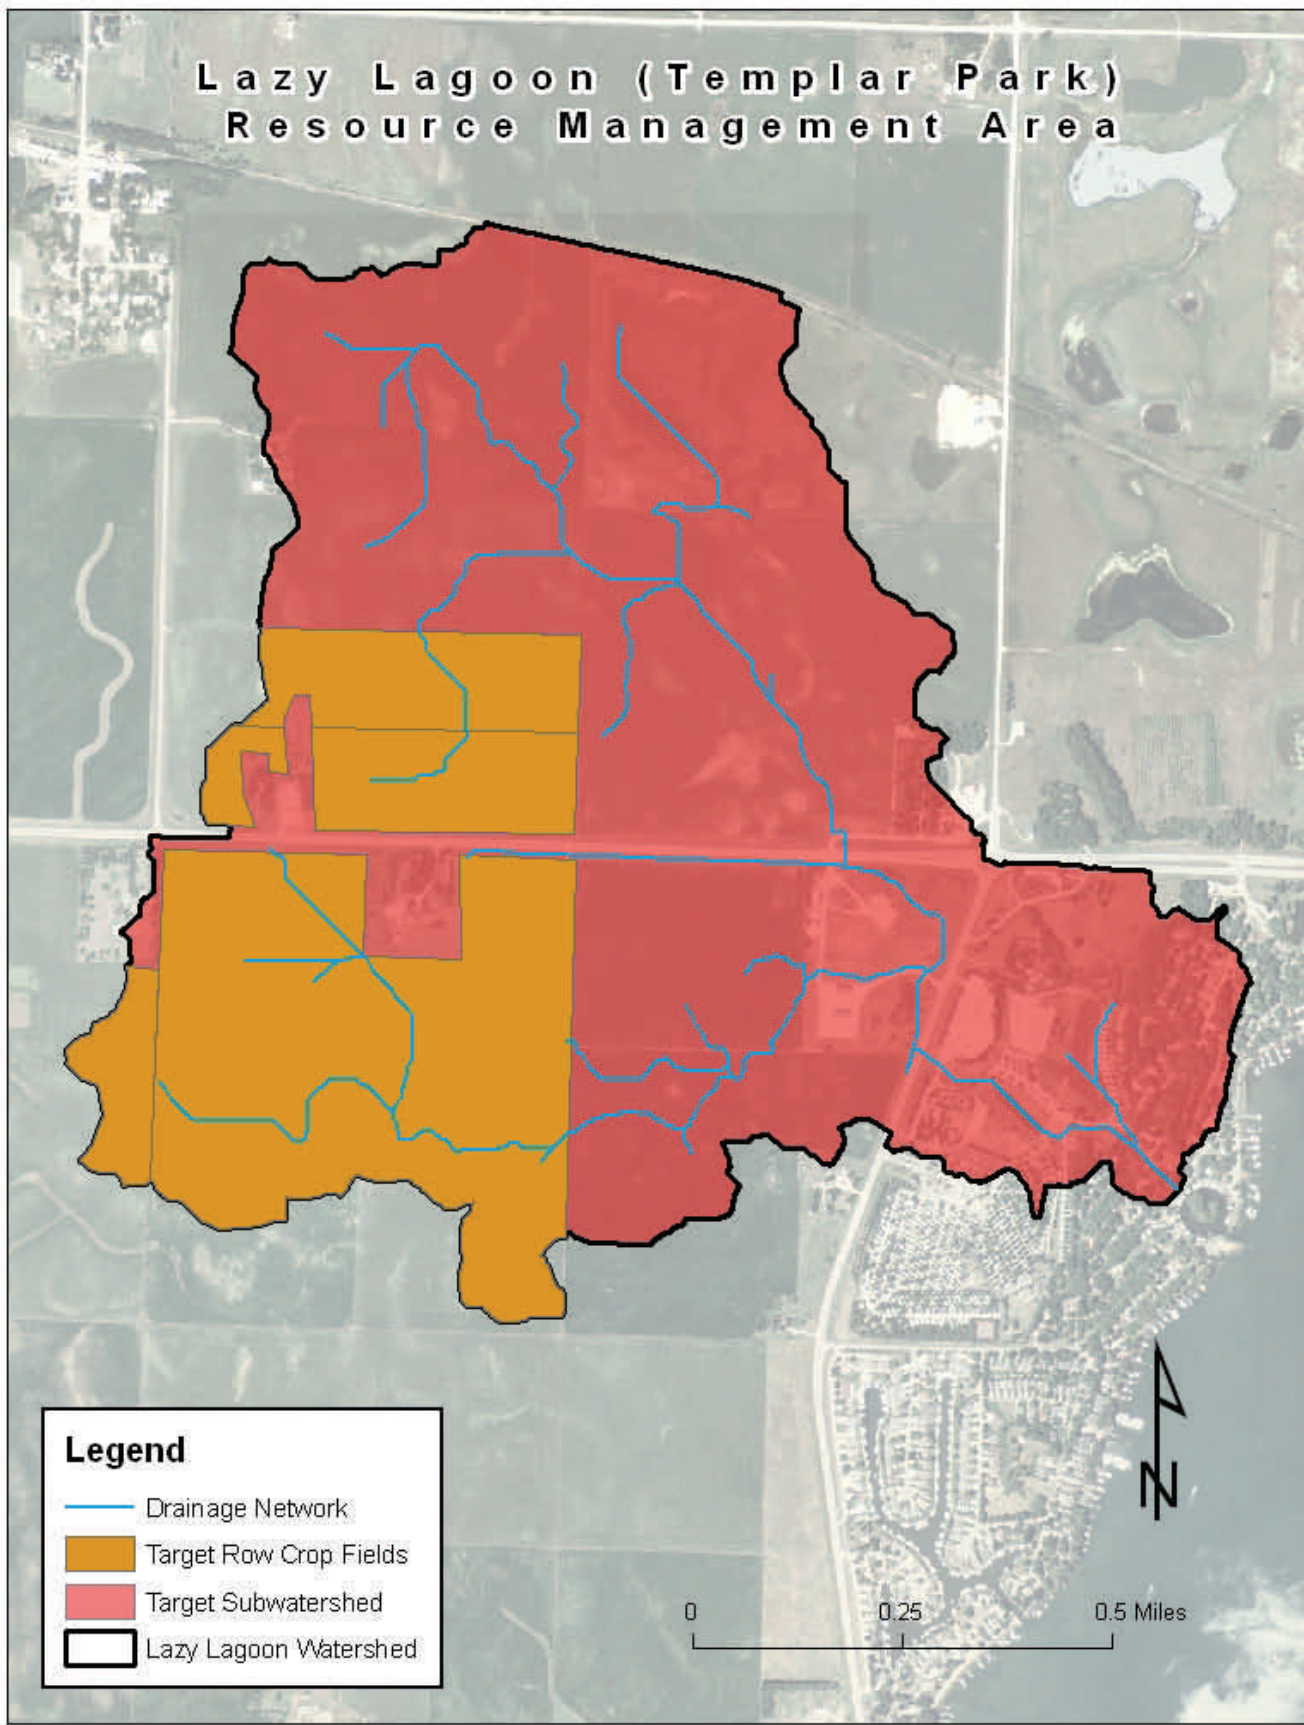 Lazy Lagoon (Templar Park)
Resource Management Area
Legend
Drainage Network
Target Row Crop Fields
Target Subwatershed
Lazy Lagoon Watershed
N
0 0.25 0.5 Miles